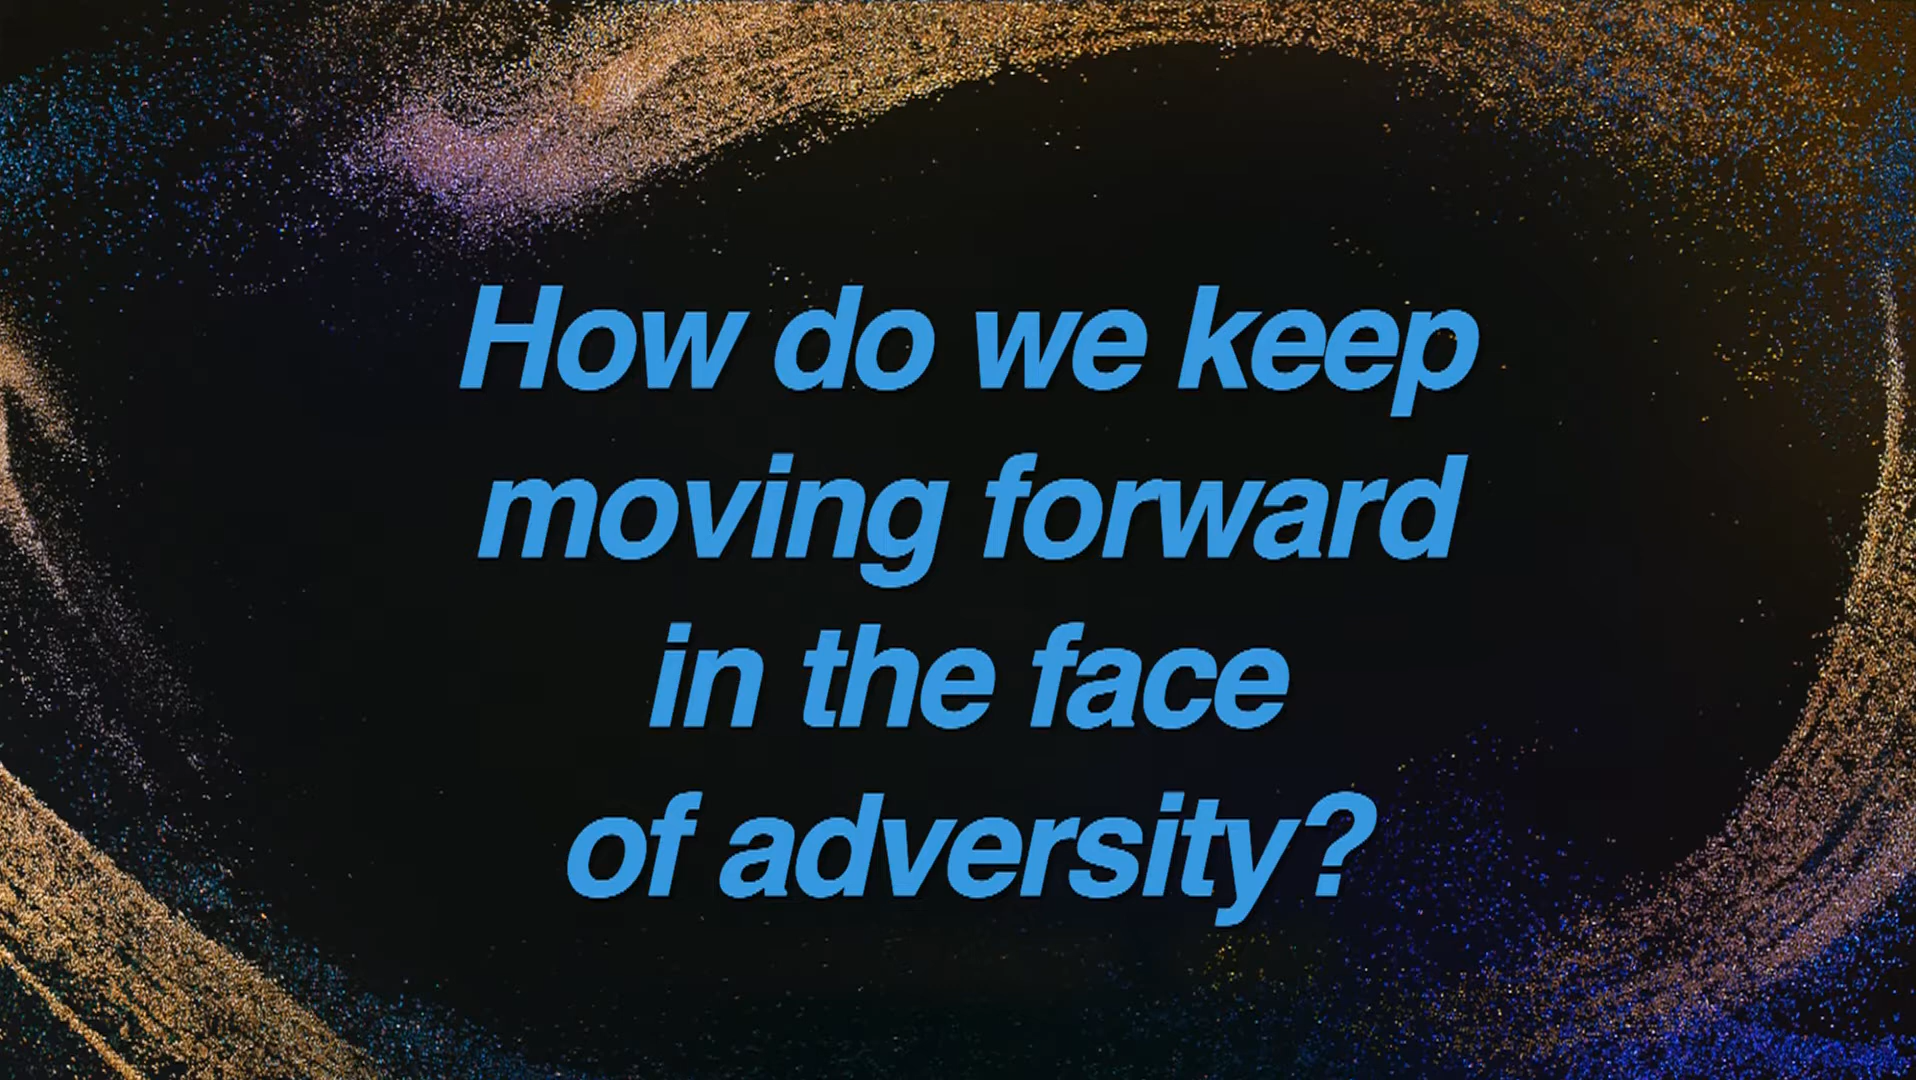 How do we keep
moving forward
in the face
of adversity?